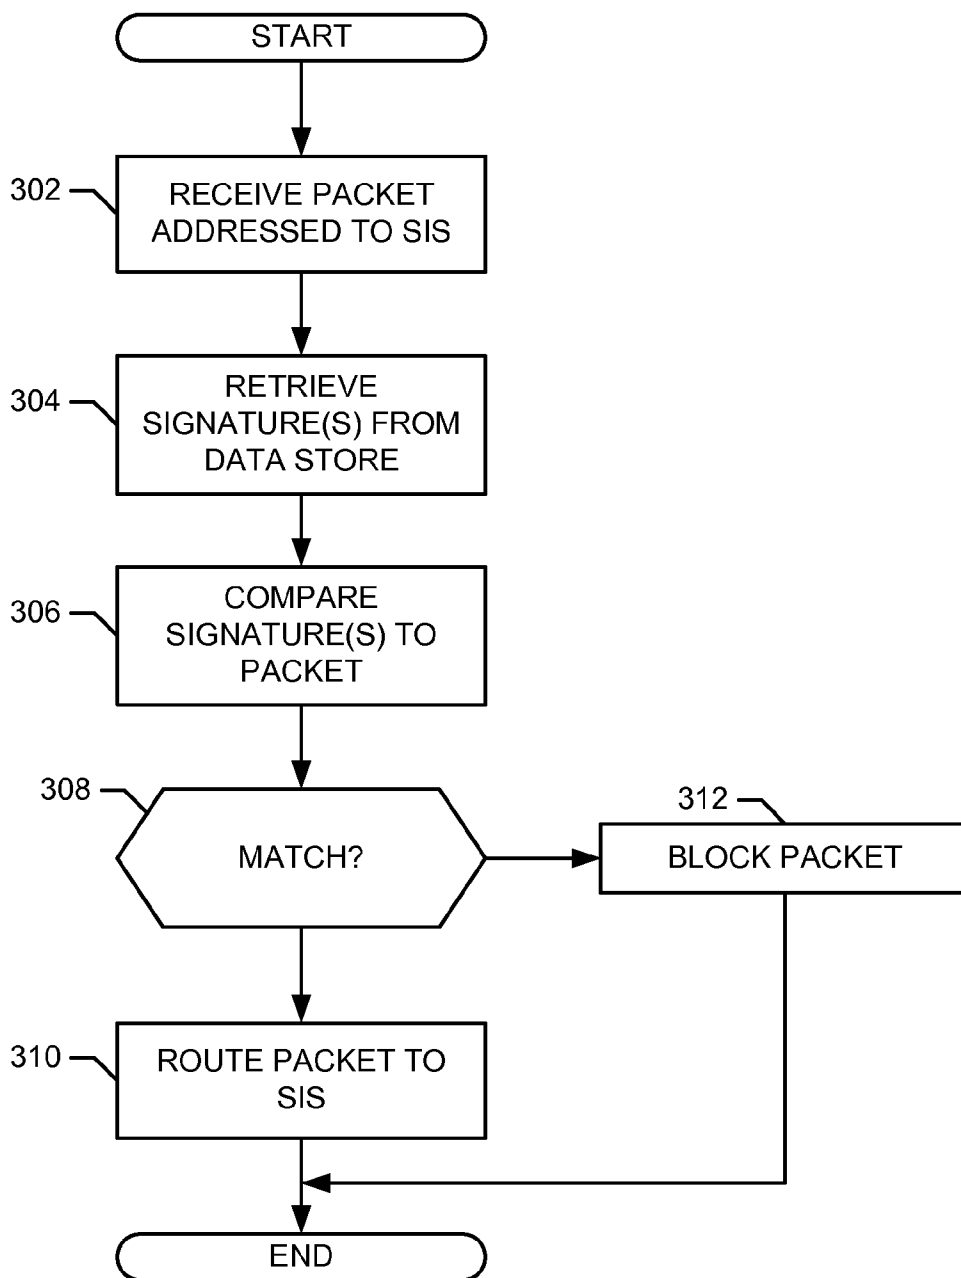 START
302
RECEIVE PACKET
ADDRESSED TO SIS
304
RETRIEVE
SIGNATURE(S) FROM
DATA STORE
306
COMPARE
SIGNATURE(S) TO
PACKET
308
MATCH?
312
BLOCK PACKET
310
ROUTE PACKET TO
SIS
END